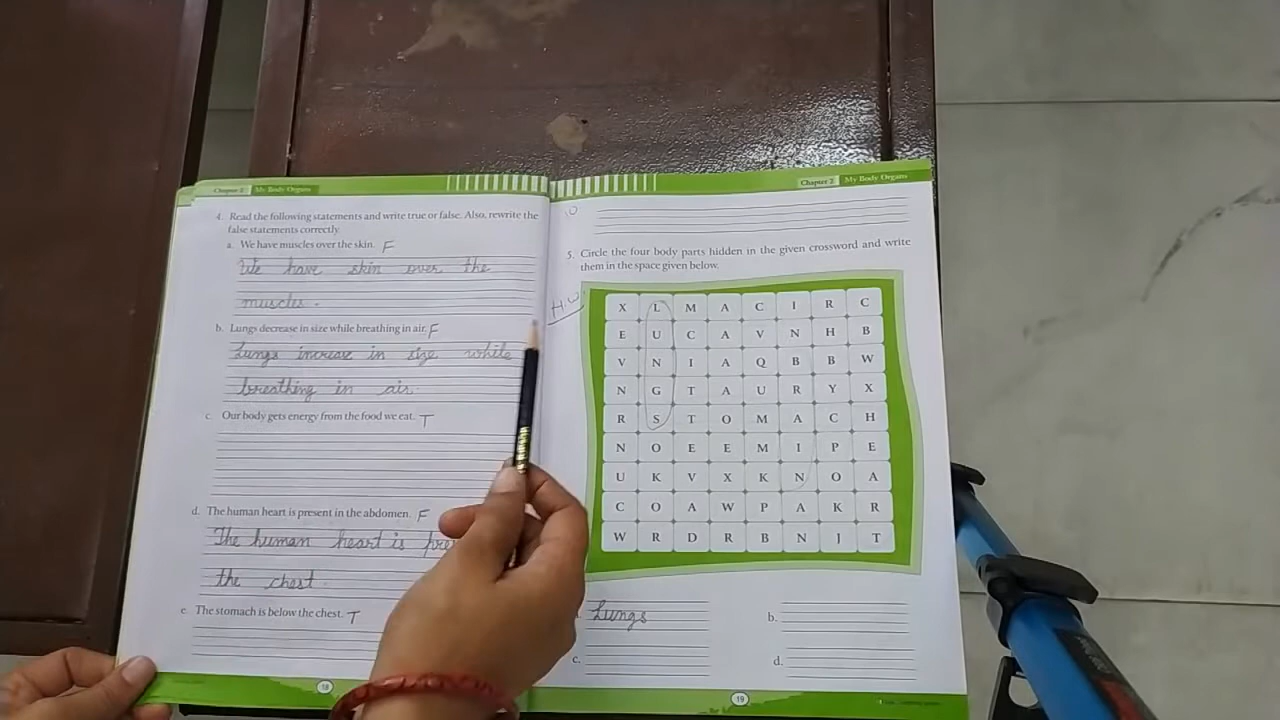 Chapter 2 My Body Organs
4. Read the following statements and write true or false. Also, rewrite the
false statements correctly.
a. We have muscles over the skin. F
We have skin over the
muscles.
b. Lungs decrease in size while breathing in air. F
Lungs increase in size while
breathing in air.
c. Our body gets energy from the food we eat. T
d. The human heart is present in the abdomen. F
The human heart is
the chest.
e. The stomach is below the chest. T
18
Chapter 2 My Body Organs
5. Circle the four body parts hidden in the given crossword and write
them in the space given below.
H.W
X L M A C I R C
E U C A V N H B
V N I A Q B B W
N G T A U R Y X
R S T O M A C H
N O E E M I P E
U K V X K N O A
C O A W P A K R
W R D R B N J T
Lungs
b.
c.
d.
19